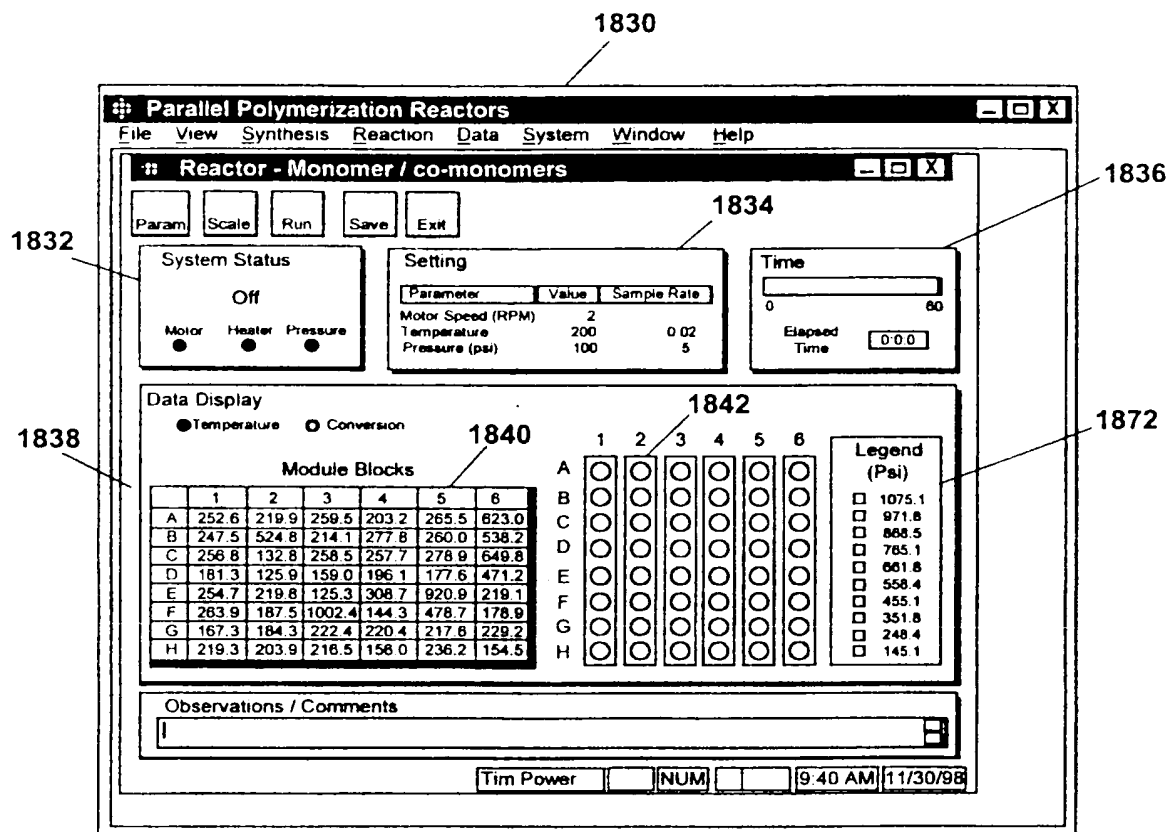 1830
Parallel Polymerization Reactors
File View Synthesis Reaction Data System Window Help
Reactor - Monomer / co-monomers
1836
Param Scale Run Save Exit
1834
1832
System Status
Off
Motor Heater Pressure
Setting
Parameter Value Sample Rate
Motor Speed (RPM) 2
Temperature 200 0.02
Pressure (psi) 100 5
Time
0 60
Elapsed Time 0:0:0
Data Display
Temperature Conversion
1838
1840
1842
1872
Module Blocks
1 2 3 4 5 6
A 252.6 219.9 259.5 203.2 265.5 623.0
B 247.5 524.8 214.1 277.8 260.0 538.2
C 256.8 132.8 258.5 257.7 278.9 649.8
D 181.3 125.9 159.0 196.1 177.6 471.2
E 254.7 219.8 125.3 308.7 920.9 219.1
F 263.9 187.5 1002.4 144.3 478.7 178.9
G 167.3 184.3 222.4 220.4 217.6 229.2
H 219.3 203.9 216.5 156.0 236.2 154.5
1 2 3 4 5 6
A
B
C
D
E
F
G
H
Legend
(Psi)
1075.1
971.8
868.5
765.1
661.8
558.4
455.1
351.8
248.4
145.1
Observations / Comments
Tim Power NUM 9:40 AM 11/30/98